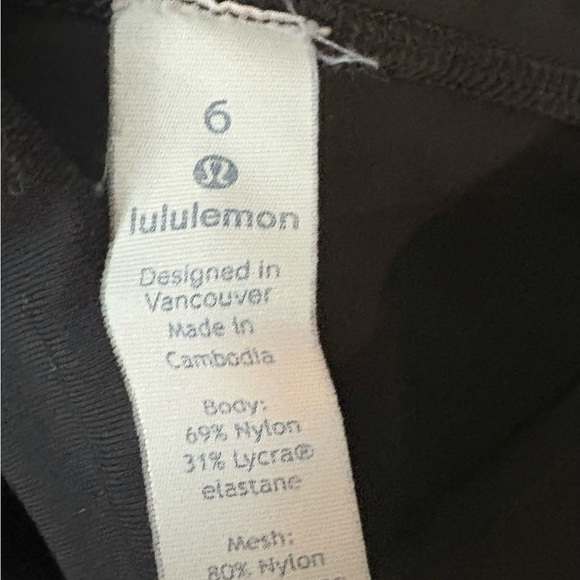 6
lululemon
Designed in
Vancouver
Made in
Cambodia
Body:
69% Nylon
31% Lycra®
elastane
Mesh:
80% Nylon